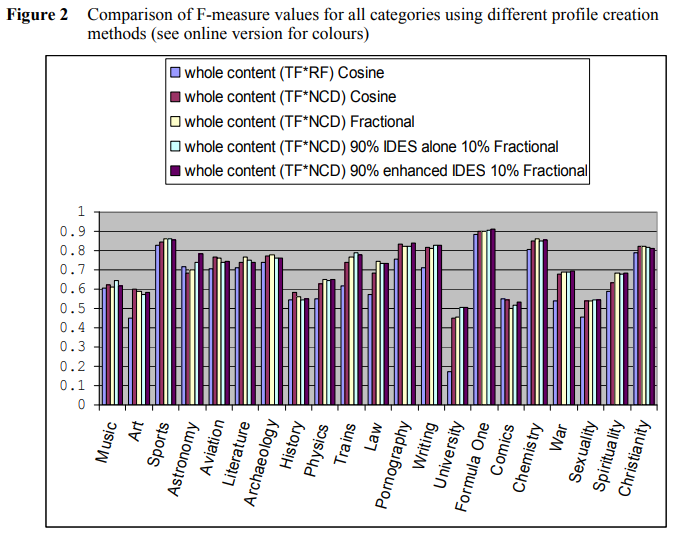 Figure 2 Comparison of F-measure values for all categories using different profile creation
methods (see online version for colours)
whole content (TF*RF) Cosine
whole content (TF*NCD) Cosine
whole content (TF*NCD) Fractional
whole content (TF*NCD) 90% IDES alone 10% Fractional
whole content (TF*NCD) 90% enhanced IDES 10% Fractional
1
0.9
0.8
0.7
0.6
0.5
0.4
0.3
0.2
0.1
0
Music
Art
Sports
Astronomy
Aviation
Literature
Archaeology
History
Physics
Trains
Law
Pornography
Writing
University
Formula One
Comics
Chemistry
War
Sexuality
Spirituality
Christianity